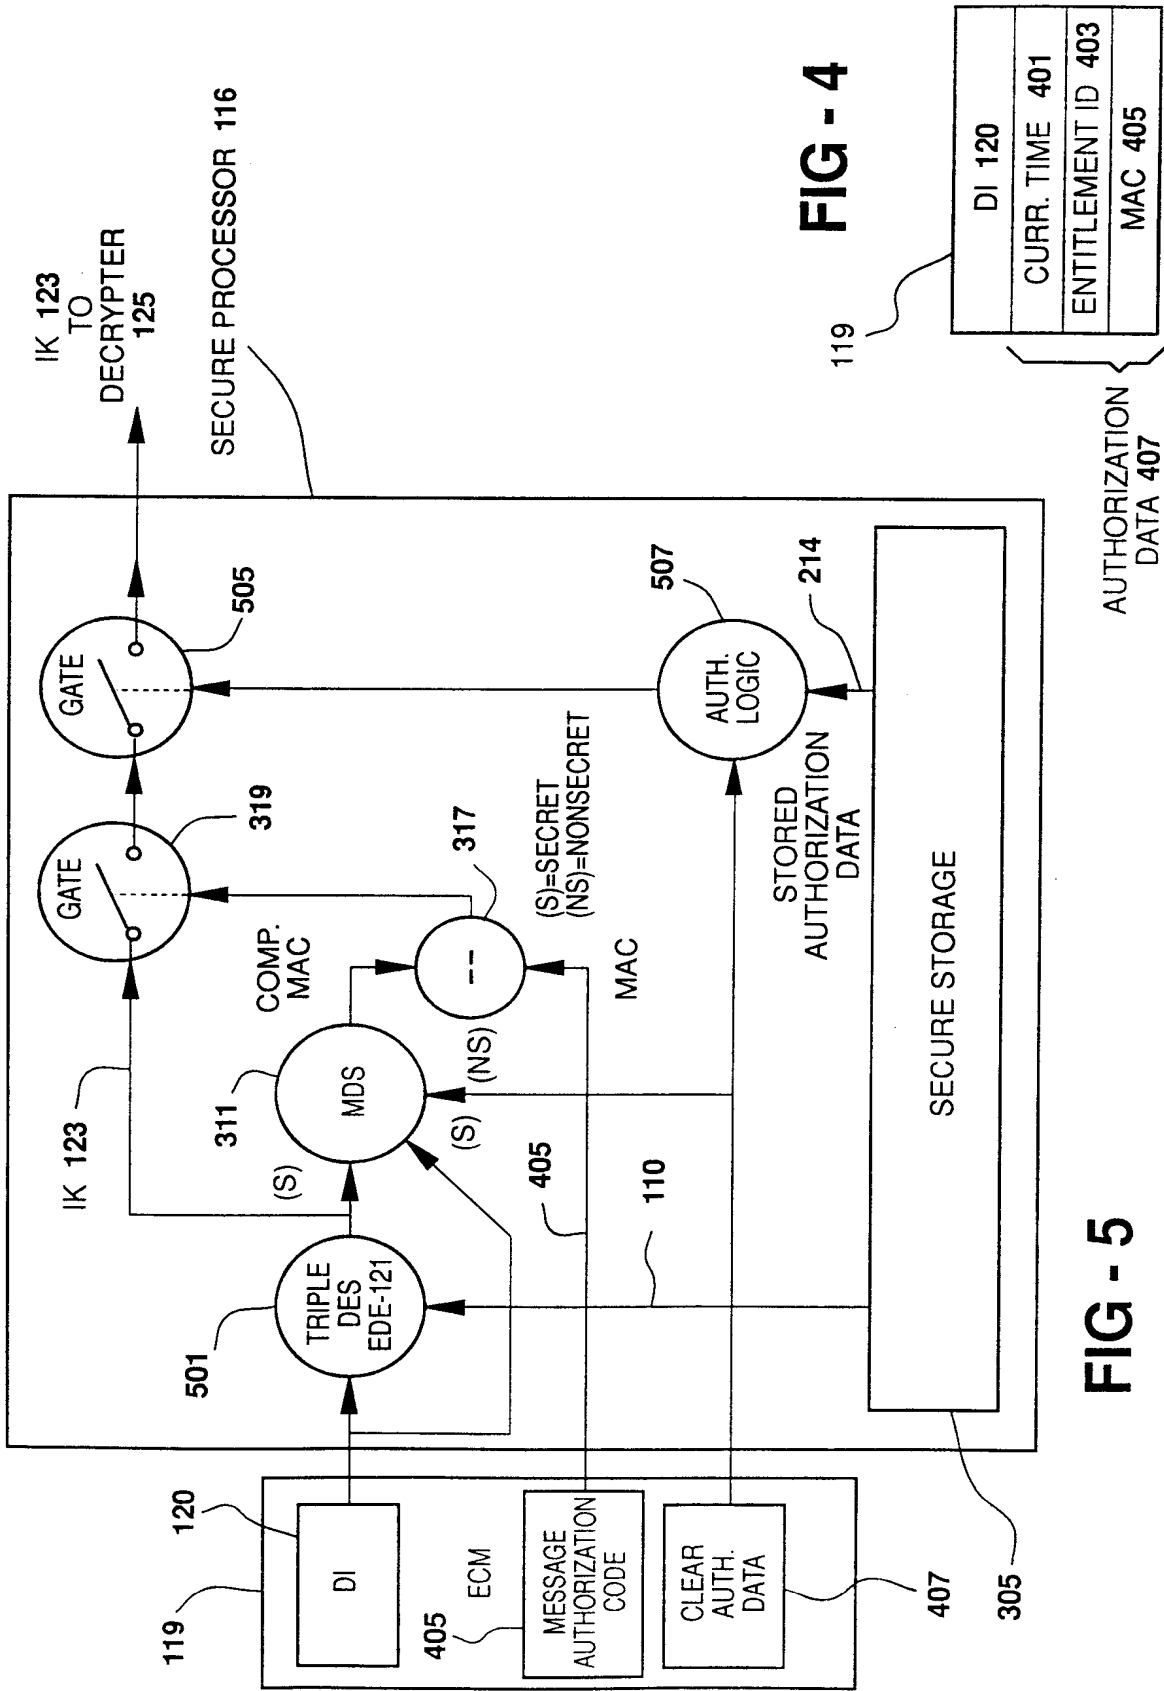 IK 123
TO
DECRYPTER
125
SECURE PROCESSOR 116
GATE
505
GATE
319
IK 123
COMP.
MAC
317
(S)=SECRET
(NS)=NONSECRET
311
MDS
(S)
(NS)
(S)
MAC
501
TRIPLE
DES
EDE-121
507
AUTH.
LOGIC
214
STORED
AUTHORIZATION
DATA
405
110
SECURE STORAGE
305
119
120
DI
ECM
405
MESSAGE
AUTHORIZATION
CODE
CLEAR
AUTH.
DATA
407
FIG - 5
FIG - 4
119
DI 120
CURR. TIME 401
ENTITLEMENT ID 403
MAC 405
AUTHORIZATION
DATA 407